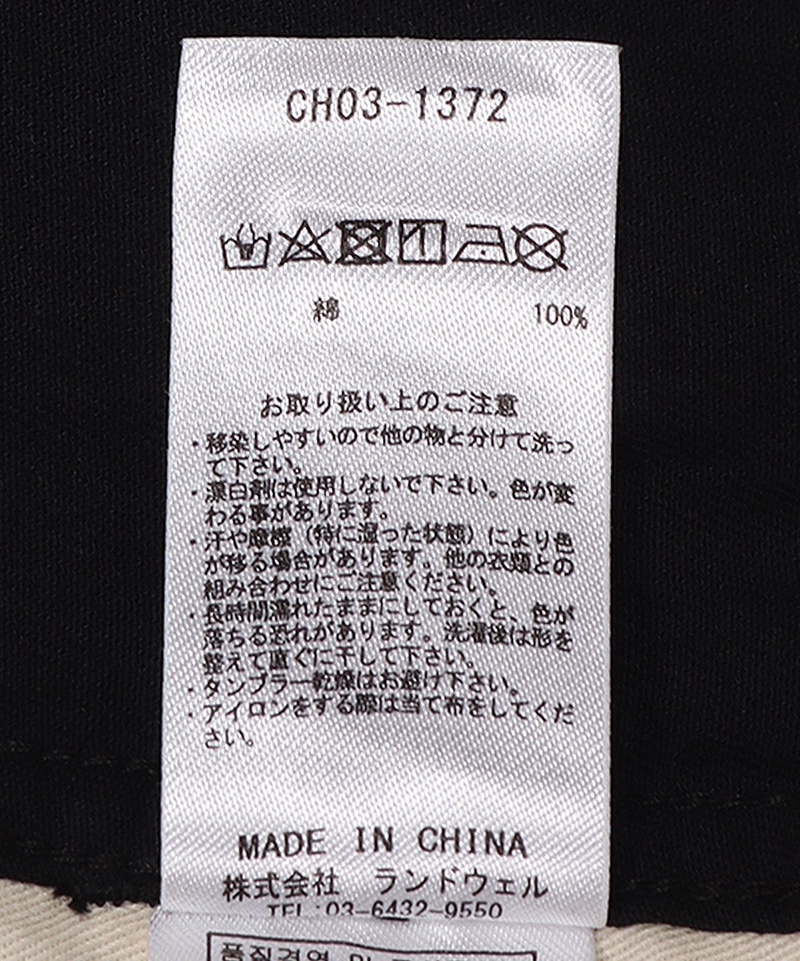 CH03-1372
綿 100%
お取り扱い上のご注意
・移染しやすいので他の物と分けて洗っ
て下さい。
・漂白剤は使用しないで下さい。色が変
わる事があります。
・汗や摩擦（特に湿った状態）により色
が移る場合があります。他の衣類との
組み合わせにご注意ください。
・長時間濡れたままにしておくと、色が
落ちる恐れがあります。洗濯後は形を
整えて直ぐに干して下さい。
・タンブラー乾燥はお避け下さい。
・アイロンをする際は当て布をしてくだ
さい。
MADE IN CHINA
株式会社 ランドウェル
TEL:03-6432-9550
품질경영 및